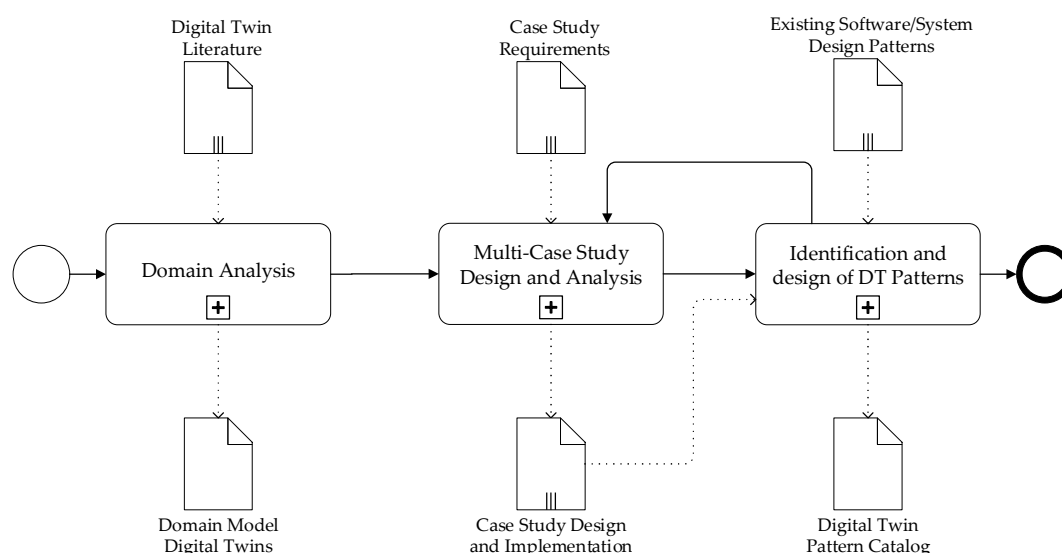 Digital Twin
Literature
Case Study
Requirements
Existing Software/System
Design Patterns
Domain Analysis
Multi-Case Study
Design and Analysis
Identification and
design of DT Patterns
Domain Model
Digital Twins
Case Study Design
and Implementation
Digital Twin
Pattern Catalog